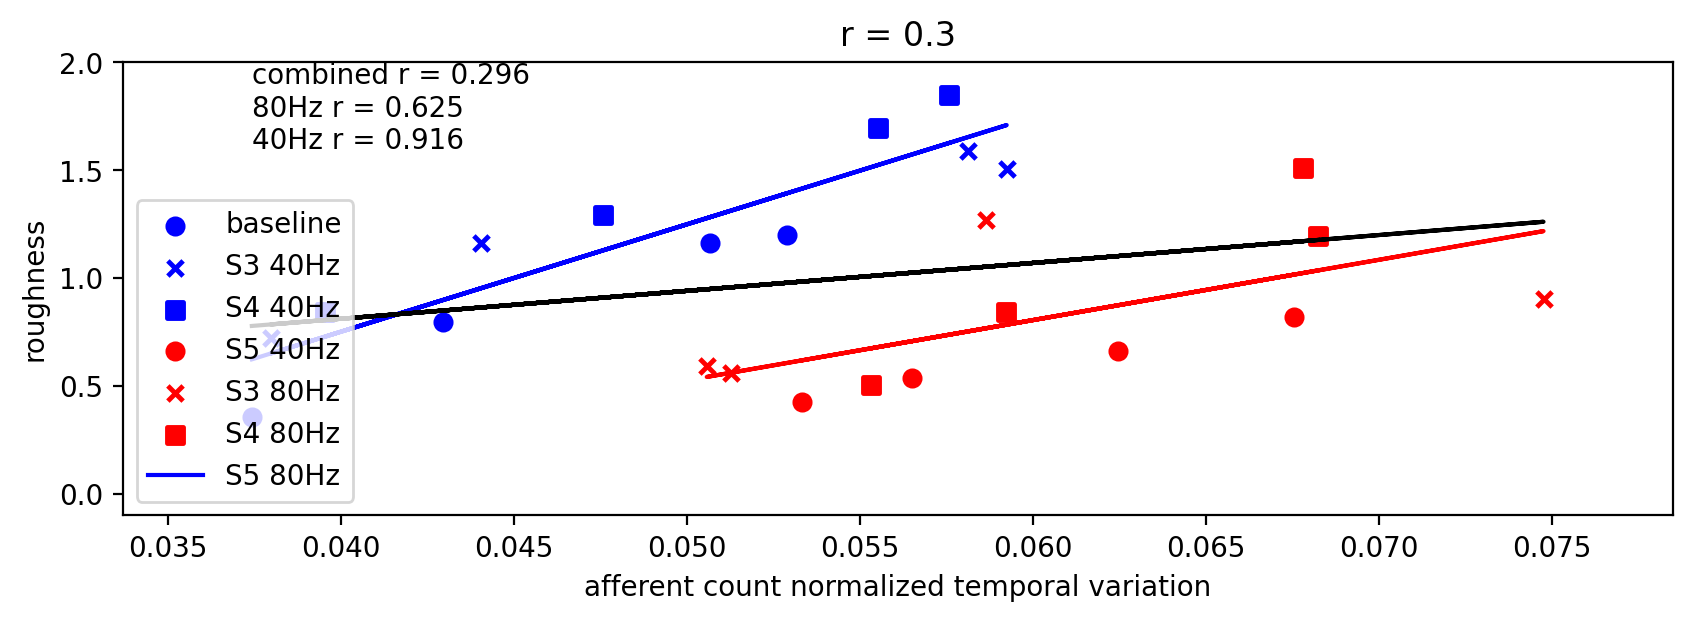 r = 0.3
combined r = 0.296
80Hz r = 0.625
40Hz r = 0.916
roughness
2.0
1.5
1.0
0.5
0.0
baseline
S3 40Hz
S4 40Hz
S5 40Hz
S3 80Hz
S4 80Hz
S5 80Hz
0.035 0.040 0.045 0.050 0.055 0.060 0.065 0.070 0.075
afferent count normalized temporal variation